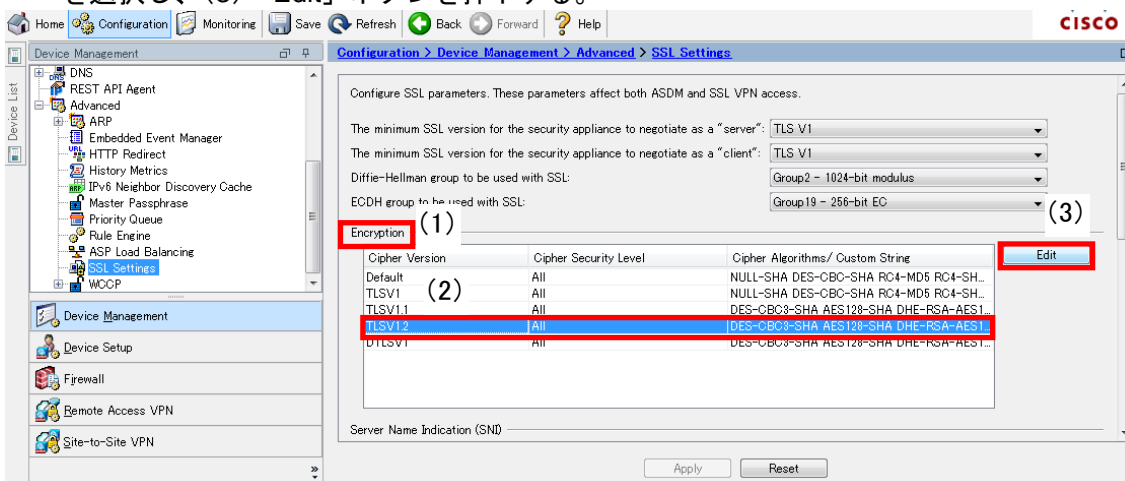 を選択し、(3) 「Edit」ボタンを押下する。
Home Configuration Monitoring Save Refresh Back Forward Help
CISCO
Device List
Device Management
DNS
REST API Agent
Advanced
ARP
Embedded Event Manager
HTTP Redirect
History Metrics
IPv6 Neighbor Discovery Cache
Master Passphrase
Priority Queue
Rule Engine
ASP Load Balancing
SSL Settings
WCCP
Device Management
Device Setup
Firewall
Remote Access VPN
Site-to-Site VPN
Configuration > Device Management > Advanced > SSL Settings
Configure SSL parameters. These parameters affect both ASDM and SSL VPN access.
The minimum SSL version for the security appliance to negotiate as a "server": TLS V1
The minimum SSL version for the security appliance to negotiate as a "client": TLS V1
Diffie-Hellman group to be used with SSL: Group2 - 1024-bit modulus
ECDH group to be used with SSL: Group19 - 256-bit EC
(1)
(3)
Encryption
Cipher Version Cipher Security Level Cipher Algorithms/ Custom String
Edit
Default All NULL-SHA DES-CBC-SHA RC4-MD5 RC4-SH...
(2)
TLSV1 All NULL-SHA DES-CBC-SHA RC4-MD5 RC4-SH...
TLSV1.1 All DES-CBC3-SHA AES128-SHA DHE-RSA-AES1...
TLSV1.2 All DES-CBC3-SHA AES128-SHA DHE-RSA-AES1...
DTLSV1 All DES-CBC3-SHA AES128-SHA DHE-RSA-AES1...
Server Name Indication (SNI)
Apply Reset